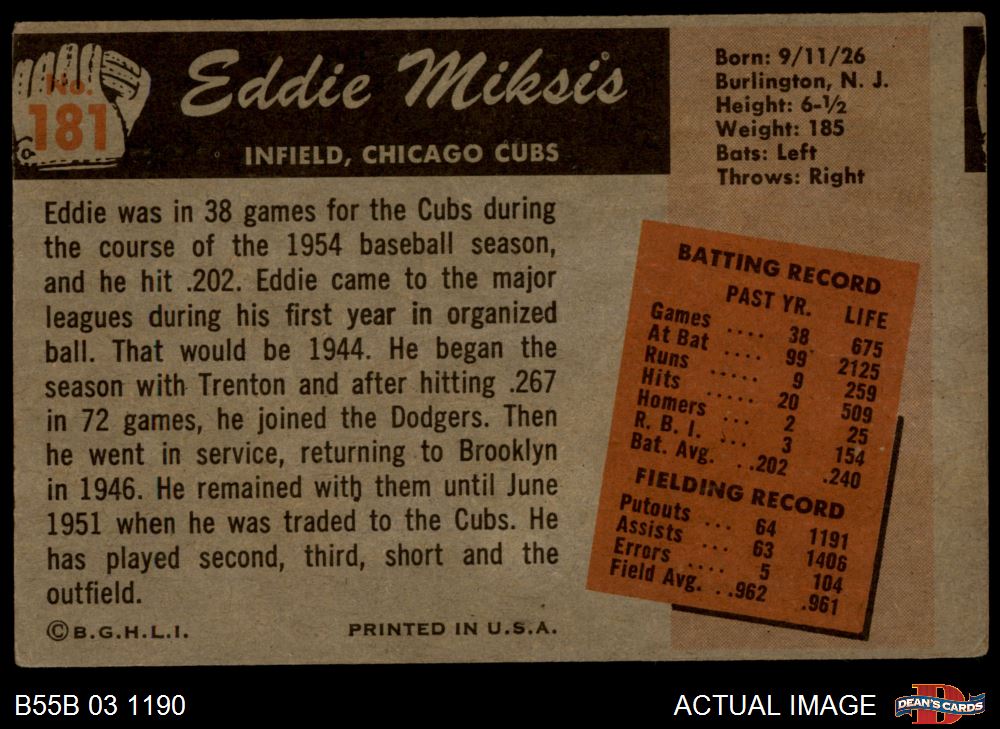 No.
181
Eddie Miksis
INFIELD, CHICAGO CUBS
Born: 9/11/26
Burlington, N. J.
Height: 6-½
Weight: 185
Bats: Left
Throws: Right
Eddie was in 38 games for the Cubs during
the course of the 1954 baseball season,
and he hit .202. Eddie came to the major
leagues during his first year in organized
ball. That would be 1944. He began the
season with Trenton and after hitting .267
in 72 games, he joined the Dodgers. Then
he went in service, returning to Brooklyn
in 1946. He remained with them until June
1951 when he was traded to the Cubs. He
has played second, third, short and the
outfield.
©B.G.H.L.I. PRINTED IN U.S.A.
BATTING RECORD
PAST YR. LIFE
Games .... 38 675
At Bat .... 99 2125
Runs ..... 9 259
Hits ..... 20 509
Homers ... 2 25
R. B. I. ... 3 154
Bat. Avg. ..202 .240
FIELDING RECORD
Putouts ... 64 1191
Assists ... 63 1406
Errors .... 5 104
Field Avg. ..962 .961
B55B 03 1190
ACTUAL IMAGE
D
DEAN'S CARDS